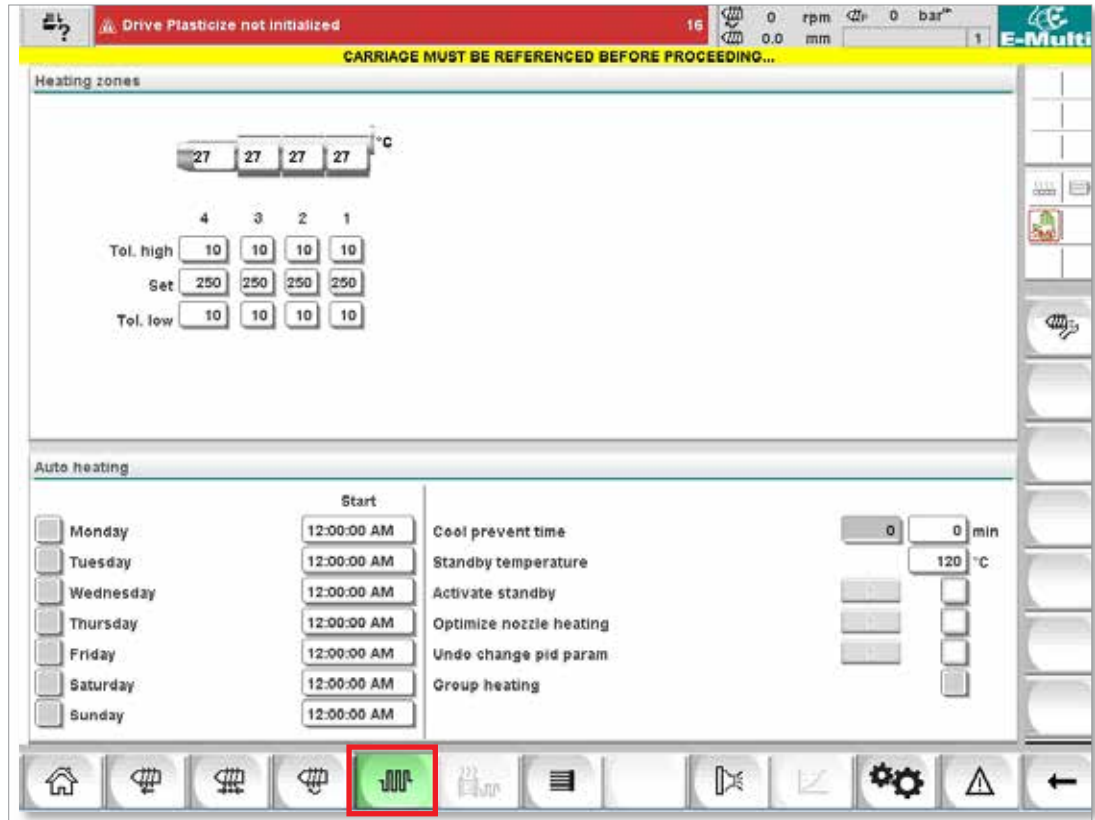 Drive Plasticize not initialized 16 0 rpm 0 bar
0.0 mm 1 E-Multi
CARRIAGE MUST BE REFERENCED BEFORE PROCEEDING...
Heating zones
27 27 27 27 °C
4 3 2 1
Tol. high 10 10 10 10
Set 250 250 250 250
Tol. low 10 10 10 10
Auto heating
Start
Monday 12:00:00 AM Cool prevent time 0 0 min
Tuesday 12:00:00 AM Standby temperature 120 °C
Wednesday 12:00:00 AM Activate standby
Thursday 12:00:00 AM Optimize nozzle heating
Friday 12:00:00 AM Undo change pid param
Saturday 12:00:00 AM Group heating
Sunday 12:00:00 AM